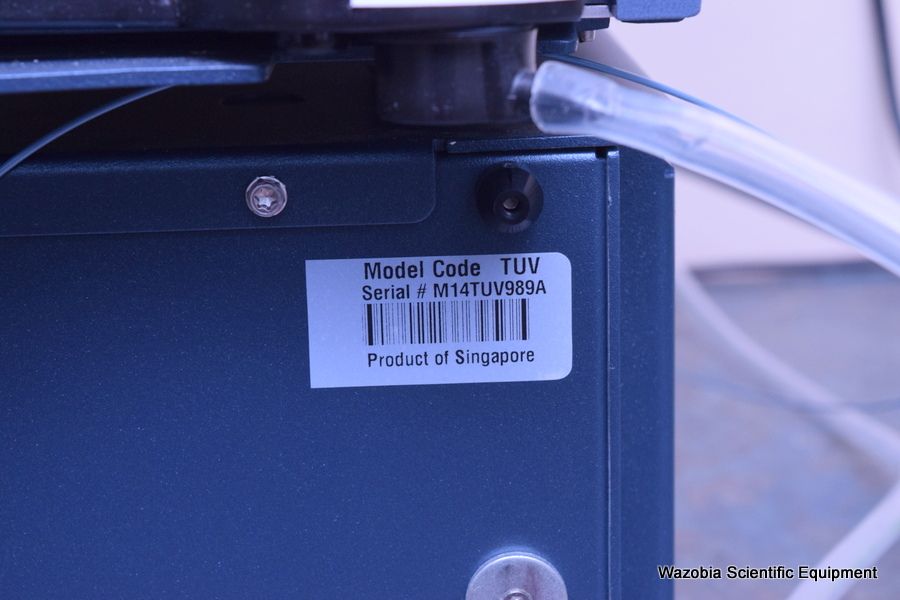 Model Code TUV
Serial # M14TUV989A
Product of Singapore
Wazobia Scientific Equipment